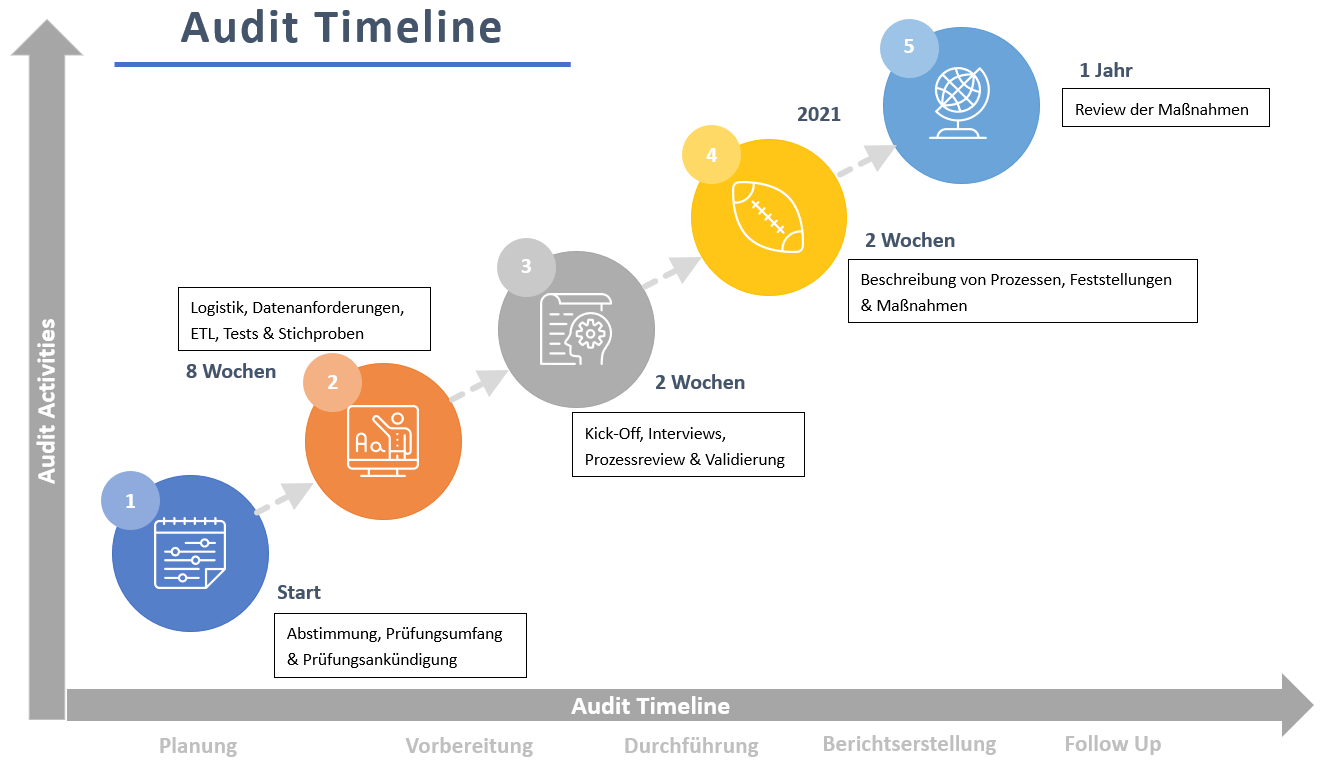 Audit Timeline
5
1 Jahr
Review der Maßnahmen
2021
4
2 Wochen
Beschreibung von Prozessen, Feststellungen
& Maßnahmen
3
2 Wochen
Kick-Off, Interviews,
Prozessreview & Validierung
Logistik, Datenanforderungen,
ETL, Tests & Stichproben
8 Wochen
2
Aa
1
Start
Abstimmung, Prüfungsumfang
& Prüfungsankündigung
Audit Activities
Audit Timeline
Planung
Vorbereitung
Durchführung
Berichtserstellung
Follow Up